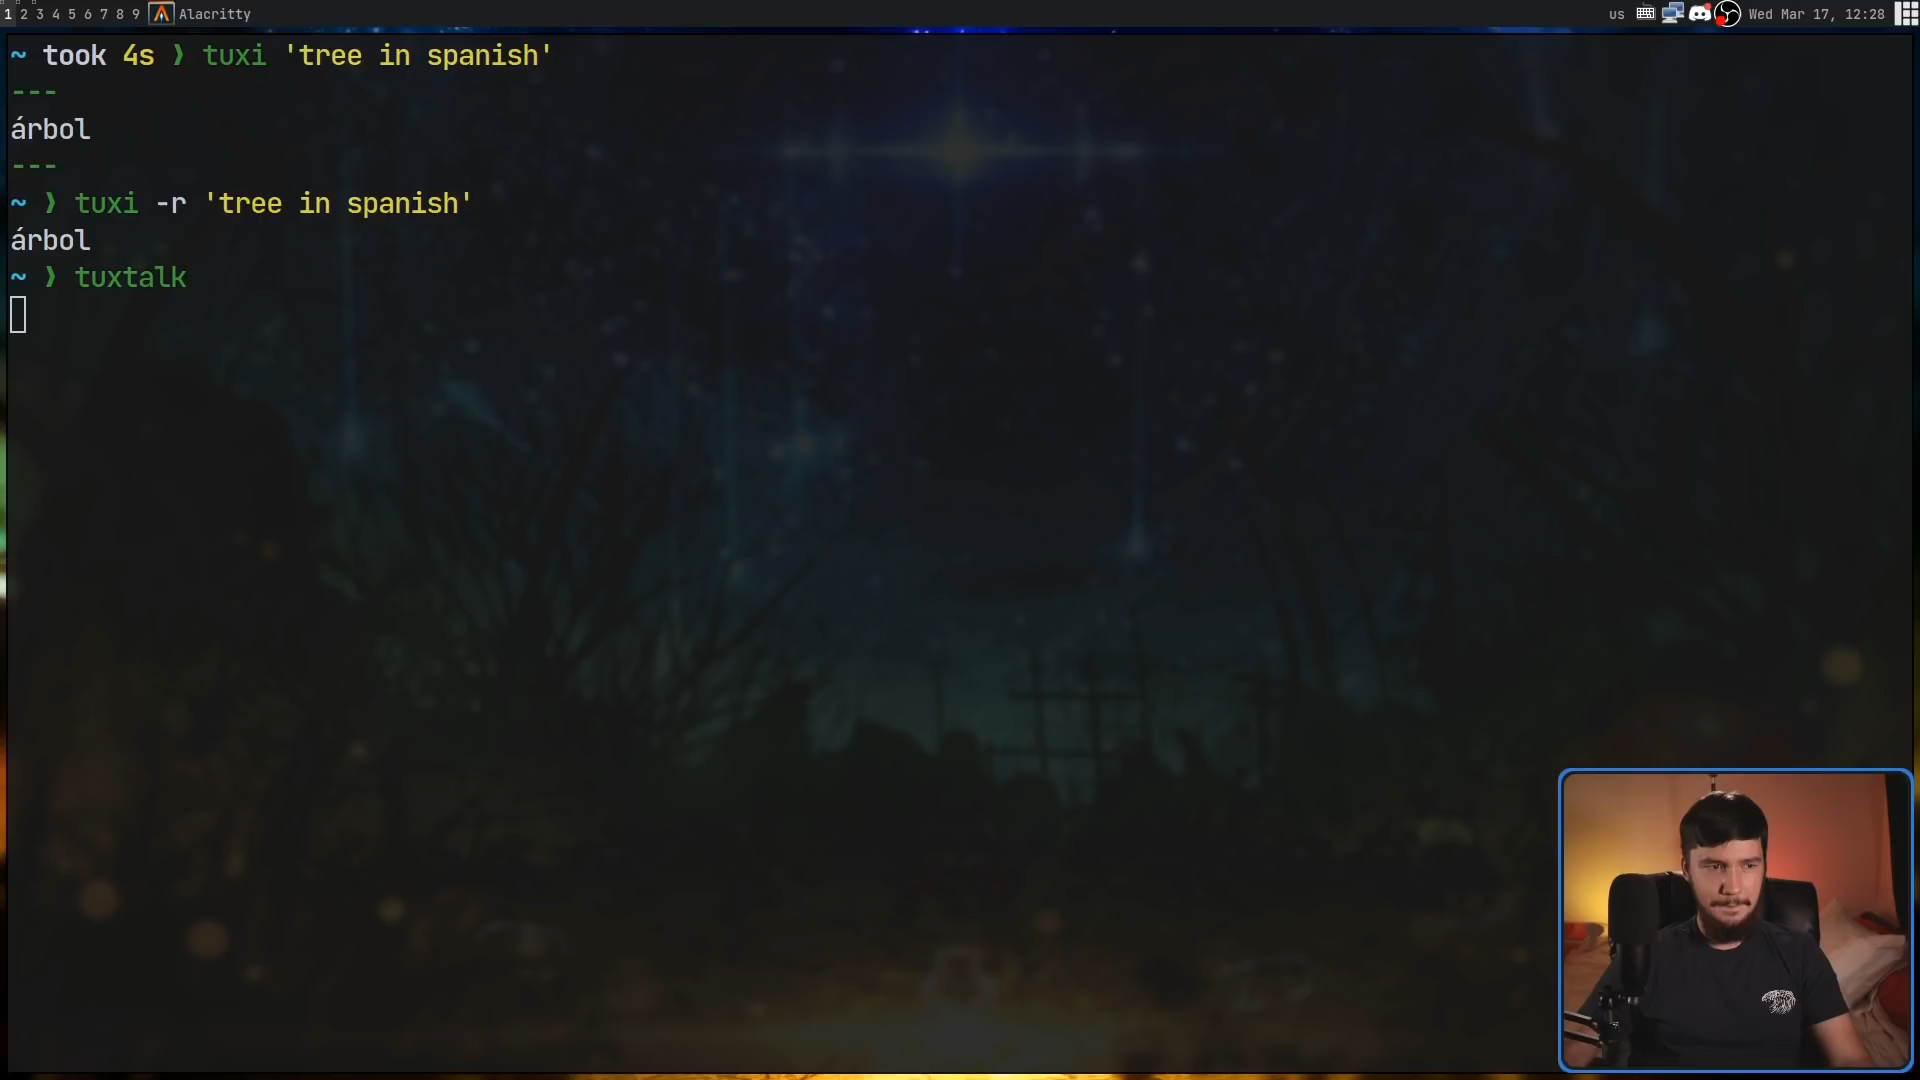 1 2 3 4 5 6 7 8 9 Alacritty us Wed Mar 17, 12:28
~ took 4s ❯ tuxi 'tree in spanish'
---
árbol
---
~ ❯ tuxi -r 'tree in spanish'
árbol
~ ❯ tuxtalk